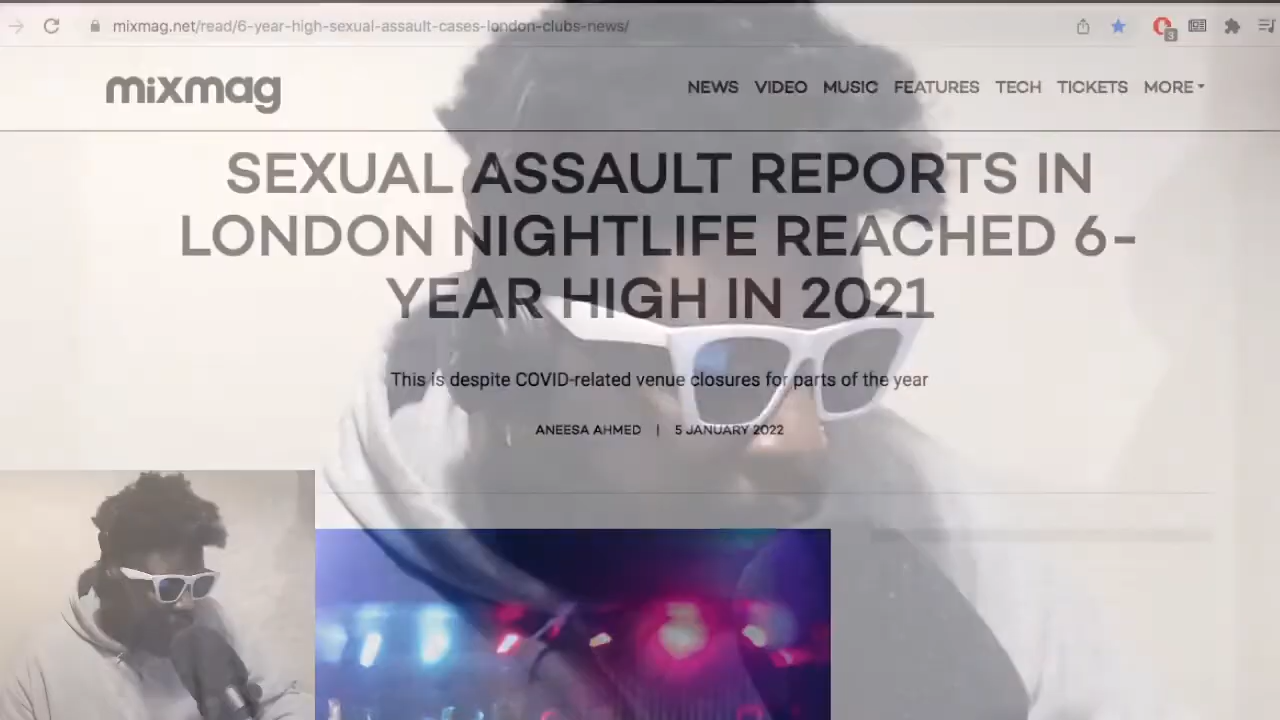 mixmag.net/read/6-year-high-sexual-assault-cases-london-clubs-news/
3
mixmag
NEWS VIDEO MUSIC FEATURES TECH TICKETS MORE
SEXUAL ASSAULT REPORTS IN
LONDON NIGHTLIFE REACHED 6-
YEAR HIGH IN 2021
This is despite COVID-related venue closures for parts of the year
ANEESA AHMED | 5 JANUARY 2022